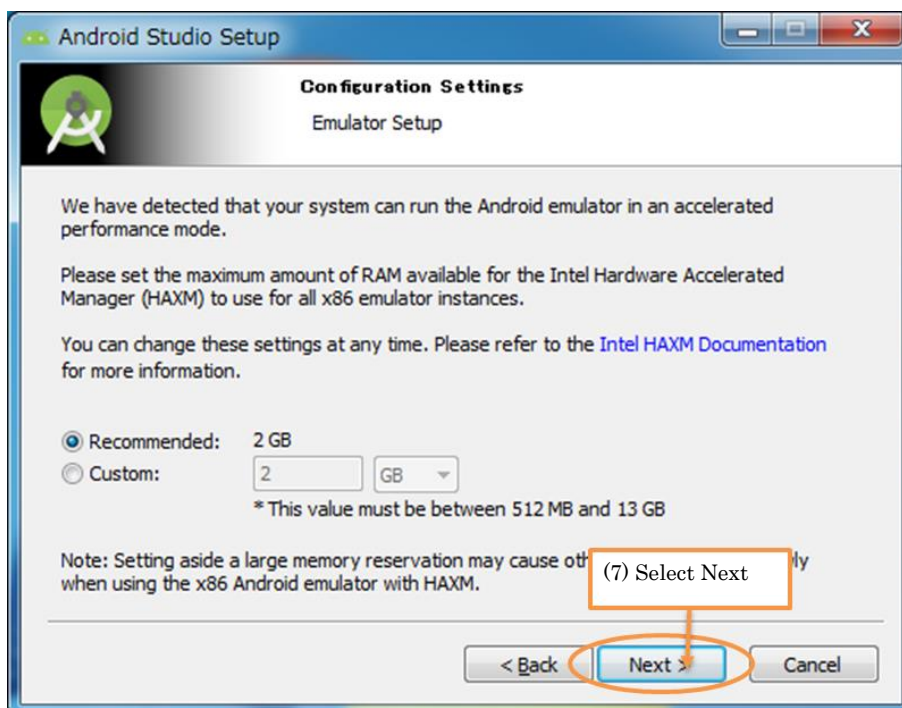 Android Studio Setup
Configuration Settings
Emulator Setup
We have detected that your system can run the Android emulator in an accelerated
performance mode.
Please set the maximum amount of RAM available for the Intel Hardware Accelerated
Manager (HAXM) to use for all x86 emulator instances.
You can change these settings at any time. Please refer to the Intel HAXM Documentation
for more information.
Recommended: 2 GB
Custom: 2 GB
* This value must be between 512 MB and 13 GB
Note: Setting aside a large memory reservation may cause
when using the x86 Android emulator with HAXM.
(7) Select Next
< Back Next > Cancel